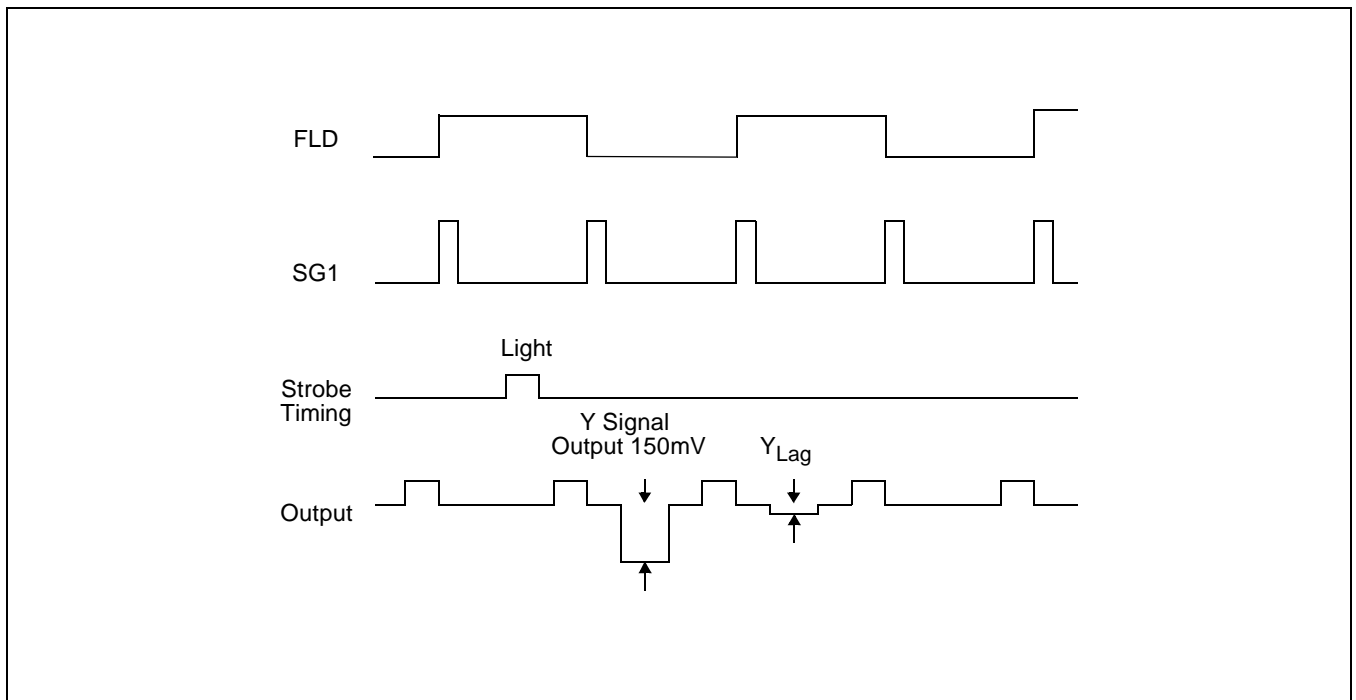 FLD
SG1
Light
Strobe
Timing
Y Signal
Output 150mV
YLag
Output